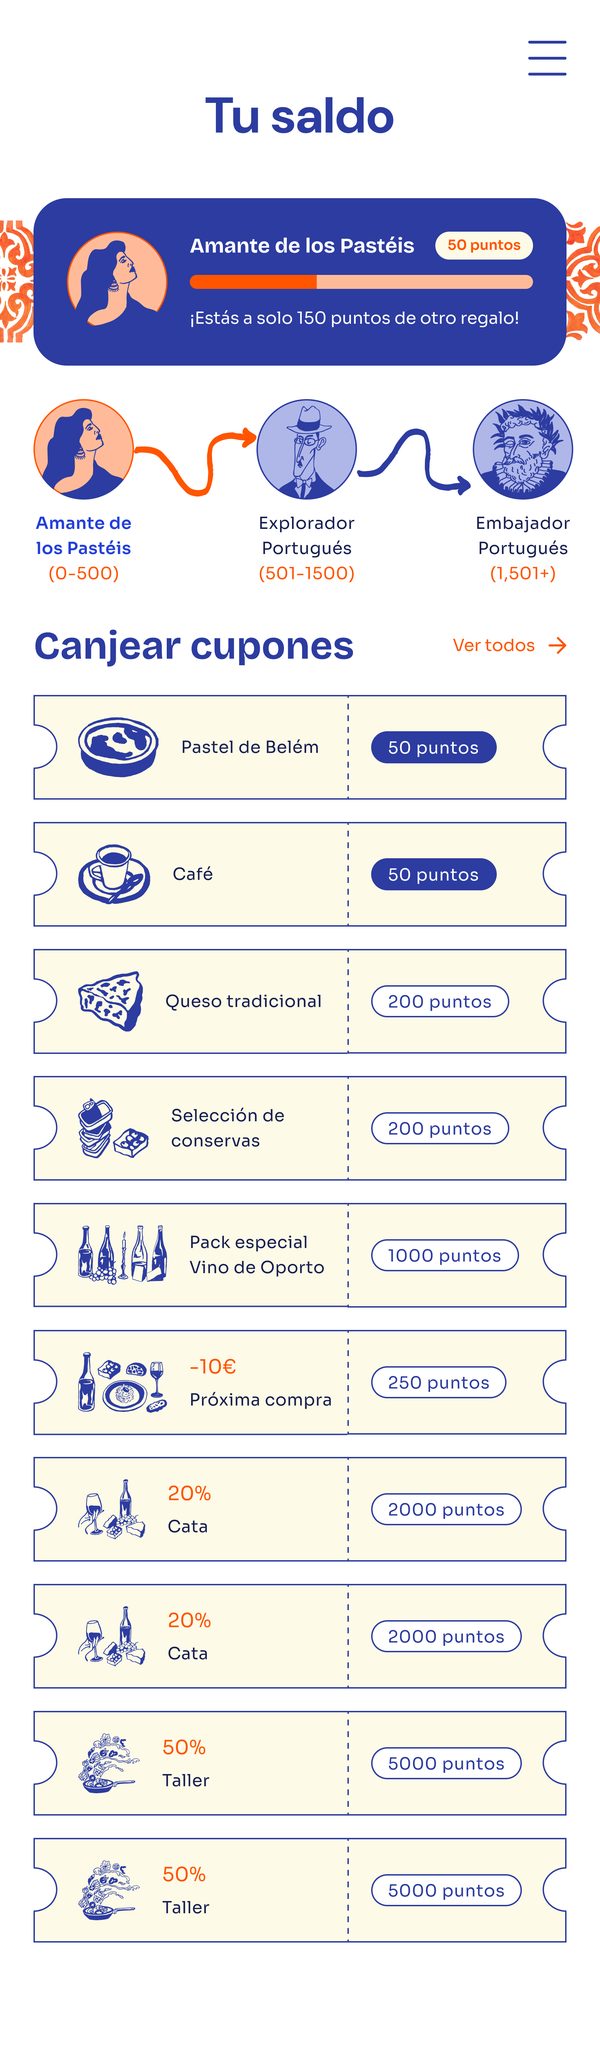 Tu saldo
Amante de los Pastéis
50 puntos
¡Estás a solo 150 puntos de otro regalo!
Amante de
los Pastéis
(0-500)
Explorador
Portugués
(501-1500)
Embajador
Portugués
(1,501+)
Canjear cupones
Ver todos →
Pastel de Belém
50 puntos
Café
50 puntos
Queso tradicional
200 puntos
Selección de
conservas
200 puntos
Pack especial
Vino de Oporto
1000 puntos
-10€
Próxima compra
250 puntos
20%
Cata
2000 puntos
20%
Cata
2000 puntos
50%
Taller
5000 puntos
50%
Taller
5000 puntos